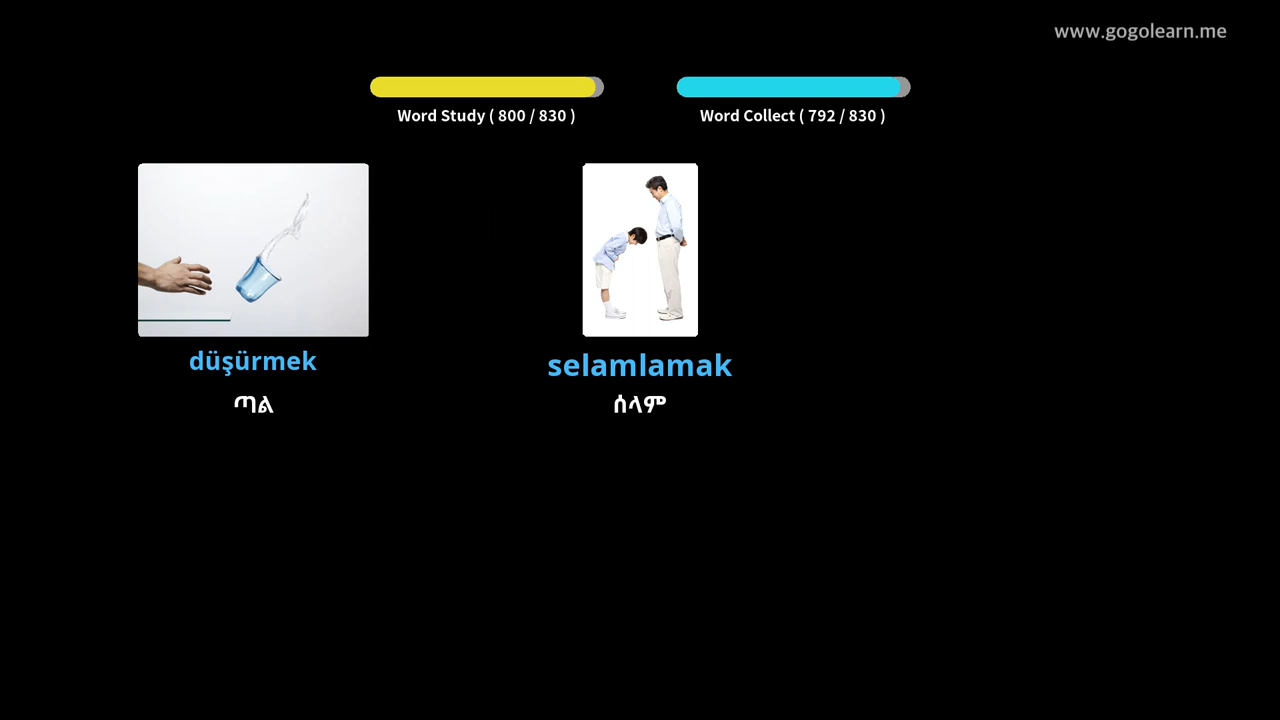 www.gogolearn.me
Word Study ( 800 / 830 )
Word Collect ( 792 / 830 )
düşürmek
selamlamak
ጣል
ሰላም